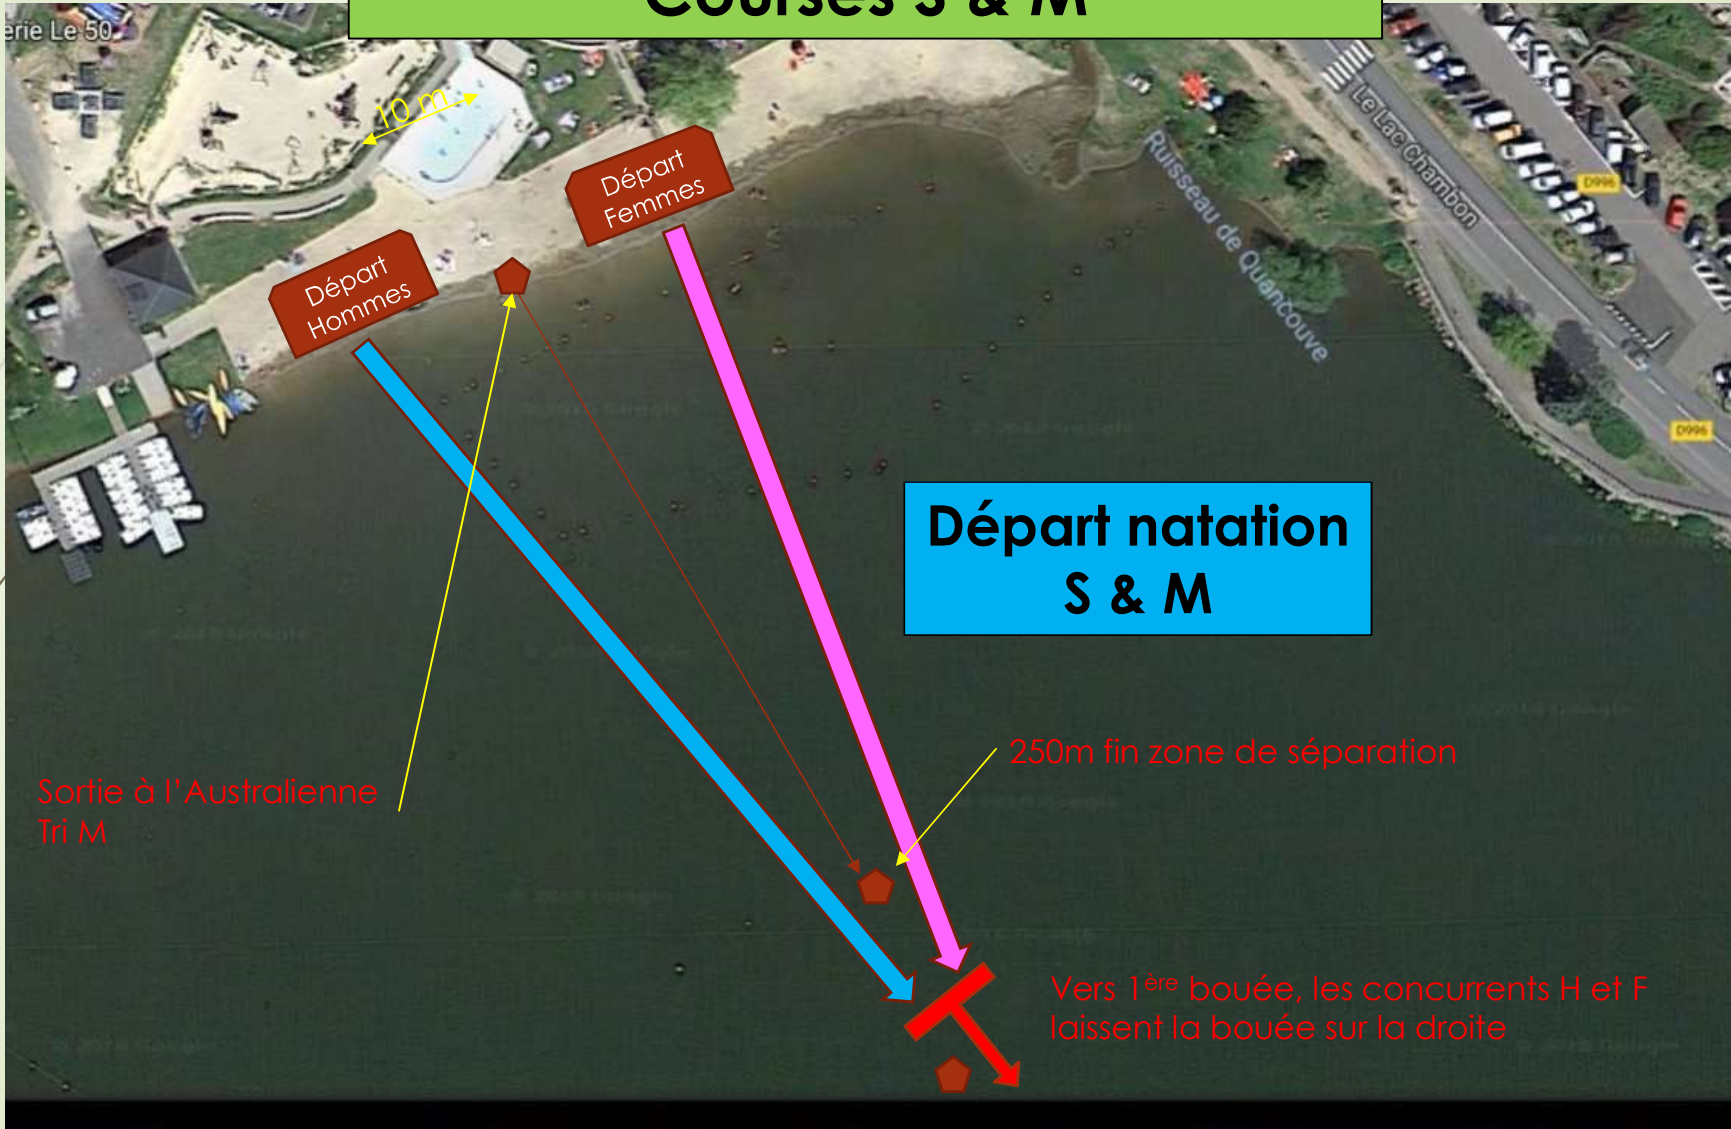 Courses S & M
erie Le 50
10 m
Départ
Femmes
Départ
Hommes
Le Lac Chambon
D996
Ruisseau de Quancouve
D996
Départ natation
S & M
250m fin zone de séparation
Sortie à l'Australienne
Tri M
Vers 1ère bouée, les concurrents H et F
laissent la bouée sur la droite